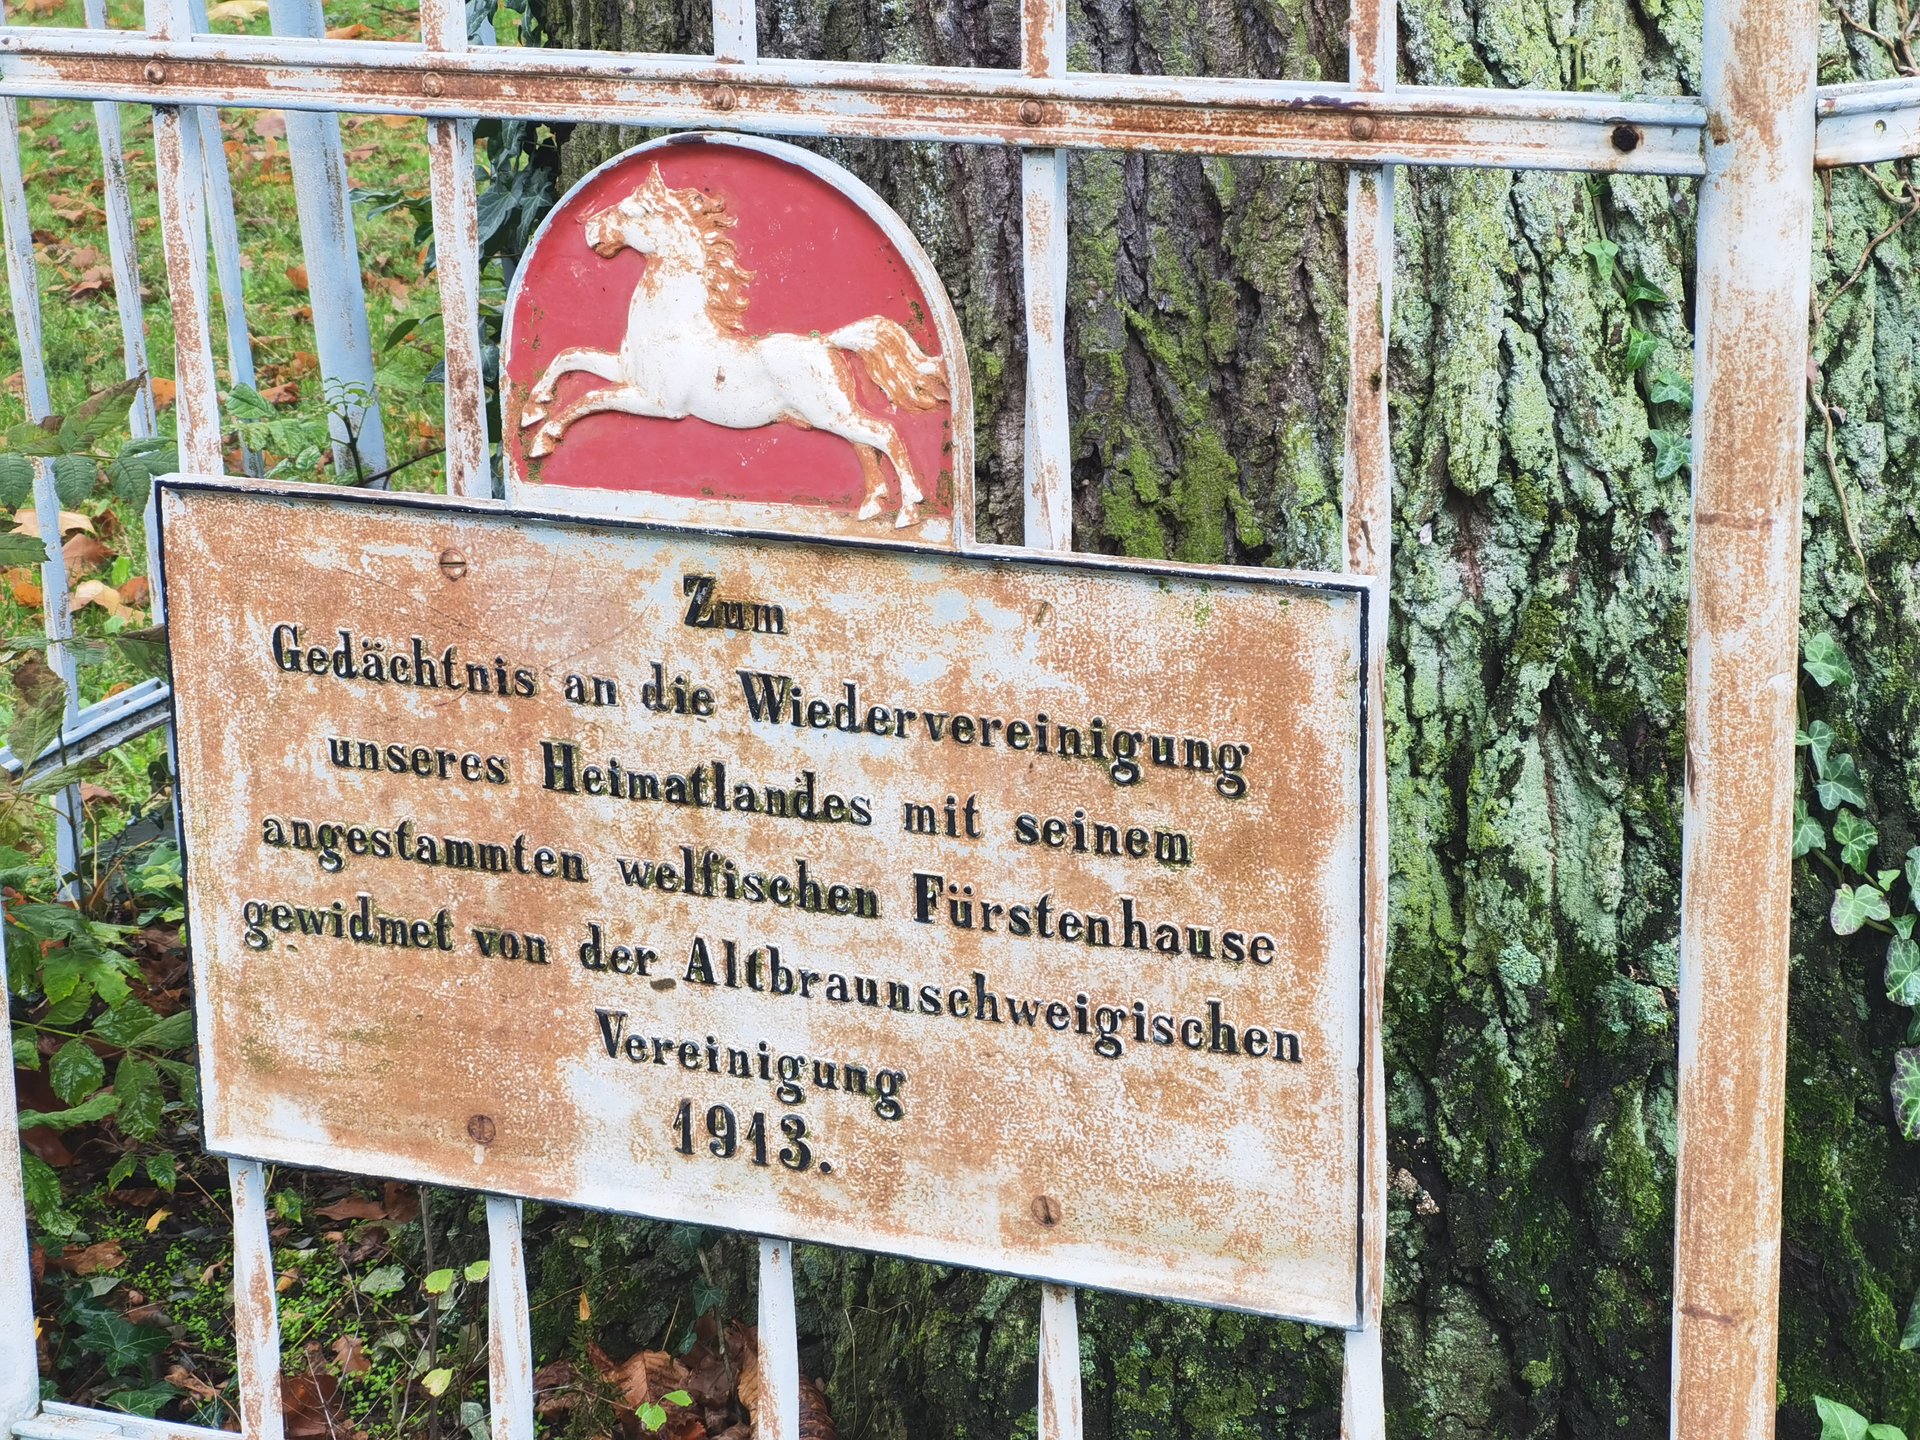 Zum
Gedächtnis an die Wiedervereinigung
unseres Heimatlandes mit seinem
angestammten welfischen Fürstenhause
gewidmet von der Altbraunschweigischen
Vereinigung
1913.